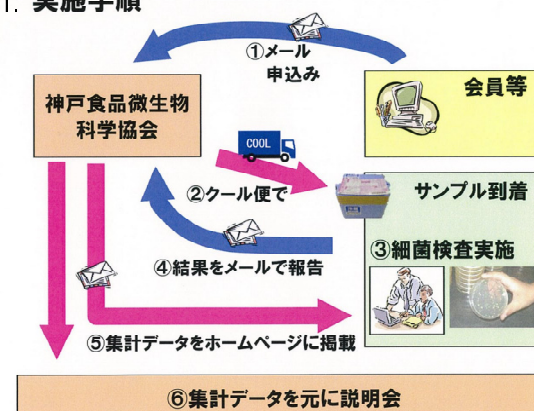 1. 実施手順
①メール
申込み
会員等
神戸食品微生物
科学協会
COOL
②クール便で
サンプル到着
③細菌検査実施
④結果をメールで報告
⑤集計データをホームページに掲載
⑥集計データを元に説明会